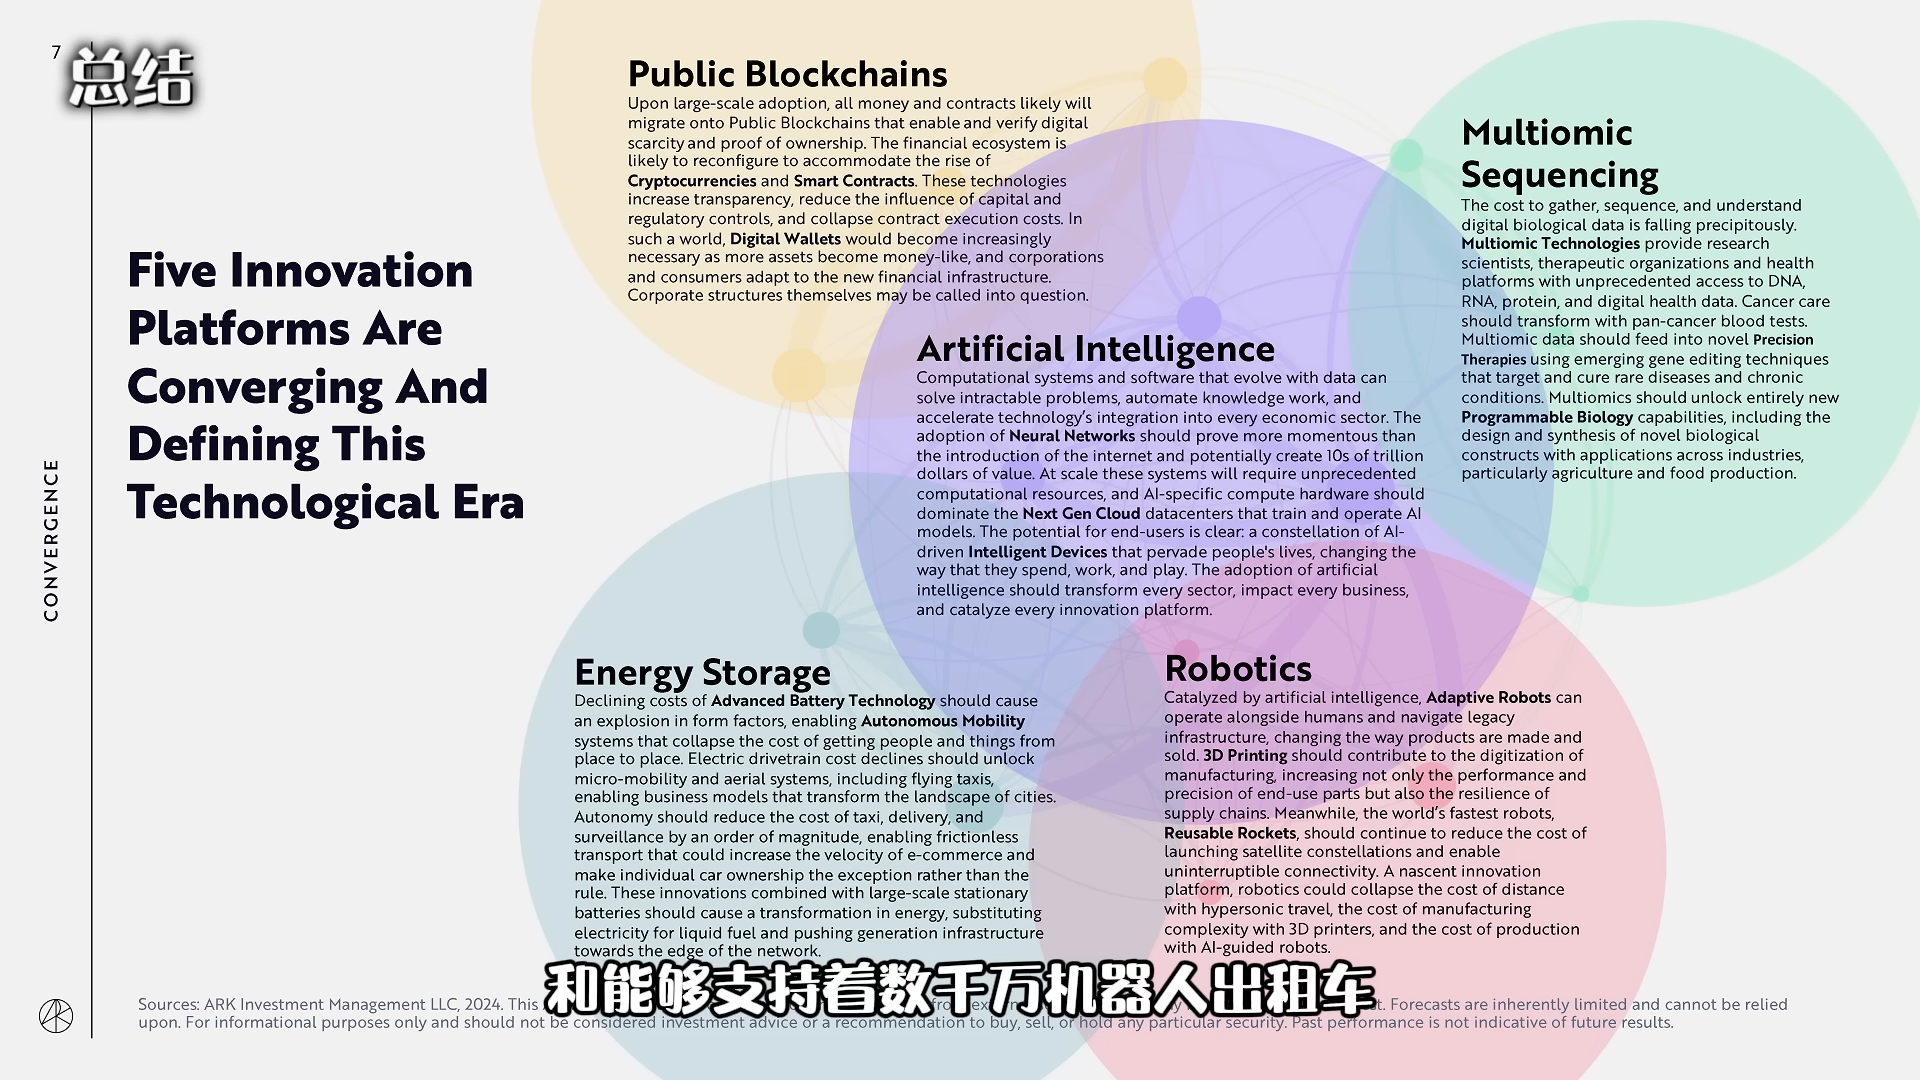 7
总结
CONVERGENCE
Five Innovation
Platforms Are
Converging And
Defining This
Technological Era
Public Blockchains
Upon large-scale adoption, all money and contracts likely will
migrate onto Public Blockchains that enable and verify digital
scarcity and proof of ownership. The financial ecosystem is
likely to reconfigure to accommodate the rise of
Cryptocurrencies and Smart Contracts. These technologies
increase transparency, reduce the influence of capital and
regulatory controls, and collapse contract execution costs. In
such a world, Digital Wallets would become increasingly
necessary as more assets become money-like, and corporations
and consumers adapt to the new financial infrastructure.
Corporate structures themselves may be called into question.
Multiomic
Sequencing
The cost to gather, sequence, and understand
digital biological data is falling precipitously.
Multiomic Technologies provide research
scientists, therapeutic organizations and health
platforms with unprecedented access to DNA,
RNA, protein, and digital health data. Cancer care
should transform with pan-cancer blood tests.
Multiomic data should feed into novel Precision
Therapies using emerging gene editing techniques
that target and cure rare diseases and chronic
conditions. Multiomics should unlock entirely new
Programmable Biology capabilities, including the
design and synthesis of novel biological
constructs with applications across industries,
particularly agriculture and food production.
Artificial Intelligence
Computational systems and software that evolve with data can
solve intractable problems, automate knowledge work, and
accelerate technology's integration into every economic sector. The
adoption of Neural Networks should prove more momentous than
the introduction of the internet and potentially create 10s of trillion
dollars of value. At scale these systems will require unprecedented
computational resources, and AI-specific compute hardware should
dominate the Next Gen Cloud datacenters that train and operate AI
models. The potential for end-users is clear: a constellation of AI-
driven Intelligent Devices that pervade people's lives, changing the
way that they spend, work, and play. The adoption of artificial
intelligence should transform every sector, impact every business,
and catalyze every innovation platform.
Energy Storage
Declining costs of Advanced Battery Technology should cause
an explosion in form factors, enabling Autonomous Mobility
systems that collapse the cost of getting people and things from
place to place. Electric drivetrain cost declines should unlock
micro-mobility and aerial systems, including flying taxis,
enabling business models that transform the landscape of cities.
Autonomy should reduce the cost of taxi, delivery, and
surveillance by an order of magnitude, enabling frictionless
transport that could increase the velocity of e-commerce and
make individual car ownership the exception rather than the
rule. These innovations combined with large-scale stationary
batteries should cause a transformation in energy, substituting
electricity for liquid fuel and pushing generation infrastructure
towards the edge of the network.
Robotics
Catalyzed by artificial intelligence, Adaptive Robots can
operate alongside humans and navigate legacy
infrastructure, changing the way products are made and
sold. 3D Printing should contribute to the digitization of
manufacturing, increasing not only the performance and
precision of end-use parts but also the resilience of
supply chains. Meanwhile, the world's fastest robots,
Reusable Rockets, should continue to reduce the cost of
launching satellite constellations and enable
uninterruptible connectivity. A nascent innovation
platform, robotics could collapse the cost of distance
with hypersonic travel, the cost of manufacturing
complexity with 3D printers, and the cost of production
with AI-guided robots.
和能够支持着数千万机器人出租车
Sources: ARK Investment Management LLC, 2024. This Forecasts are inherently limited and cannot be relied
upon. For informational purposes only and should not be considered investment advice or a recommendation to buy, sell, or hold any particular security. Past performance is not indicative of future results.